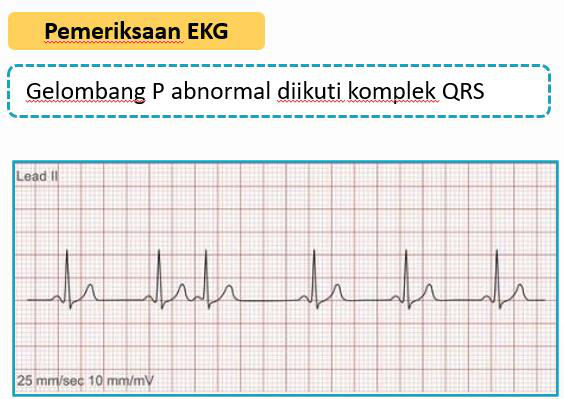 Pemeriksaan EKG
Gelombang P abnormal diikuti komplek QRS
Lead II
25 mm/sec 10 mm/mV